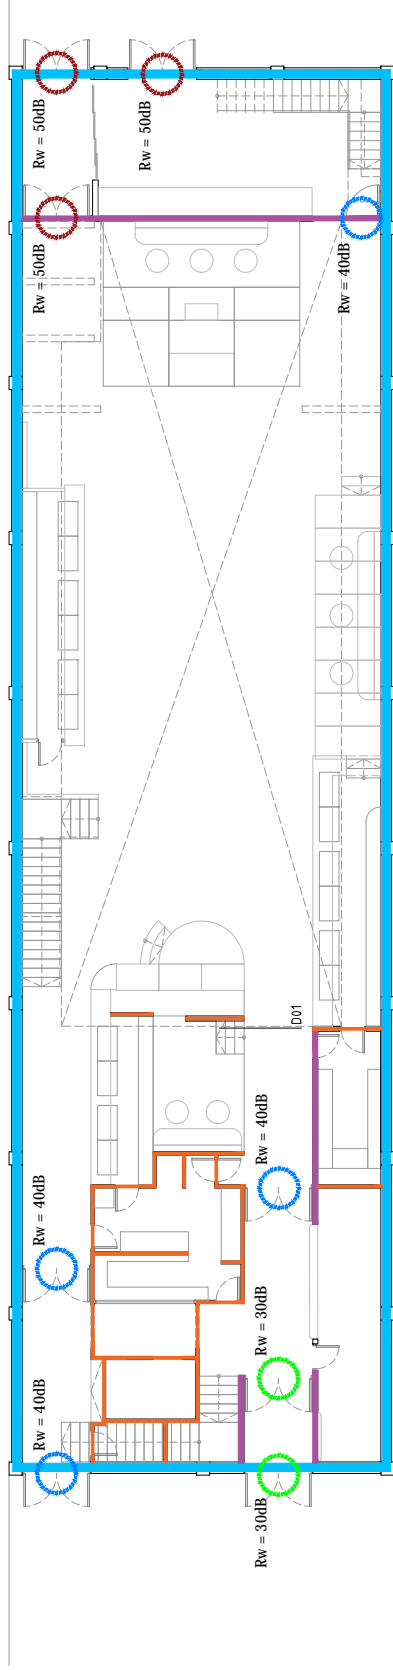 Rw = 50dB
Rw = 50dB
Rw = 50dB
Rw = 40dB
D01
Rw = 40dB
Rw = 40dB
Rw = 30dB
Rw = 40dB
Rw = 30dB